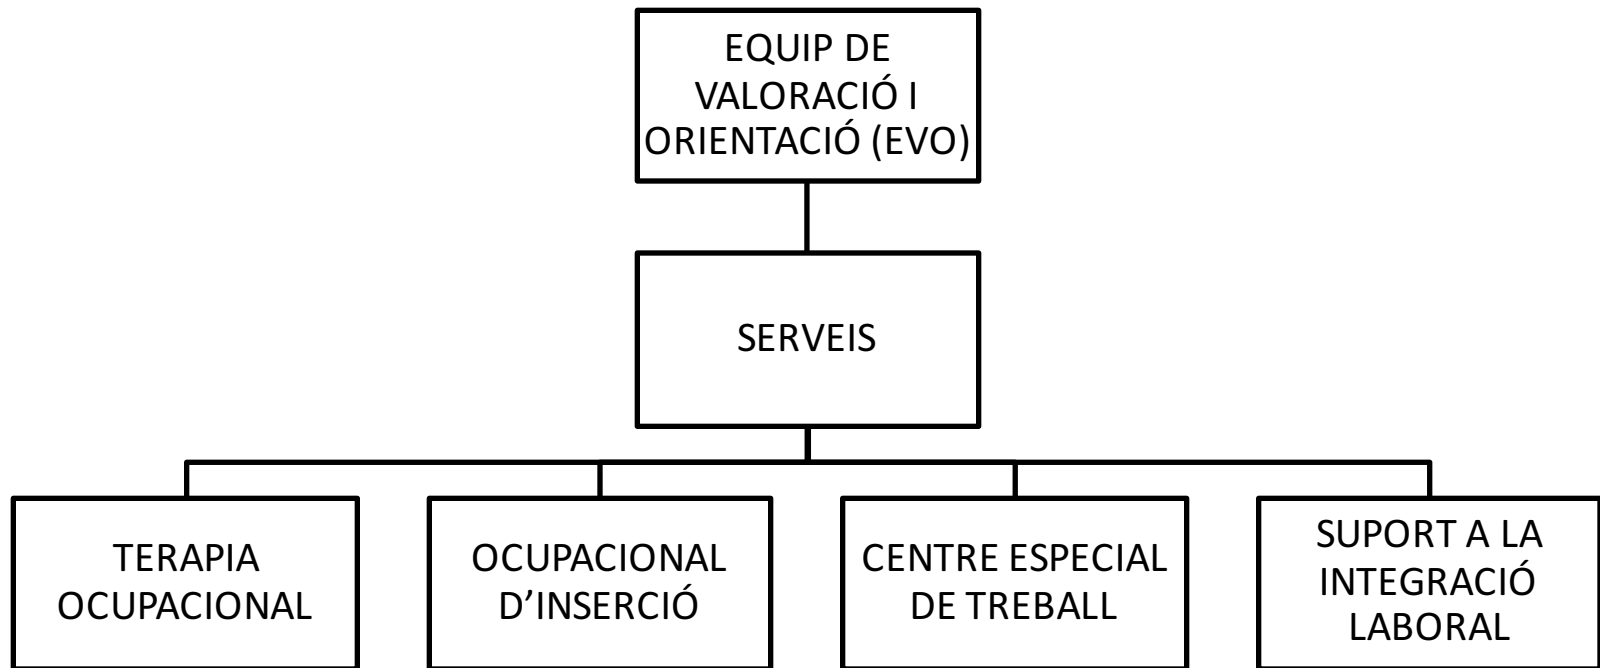 EQUIP DE
VALORACIÓ I
ORIENTACIÓ (EVO)
SERVEIS
TERAPIA
OCUPACIONAL
OCUPACIONAL
D’INSERCIÓ
CENTRE ESPECIAL
DE TREBALL
SUPORT A LA
INTEGRACIÓ
LABORAL